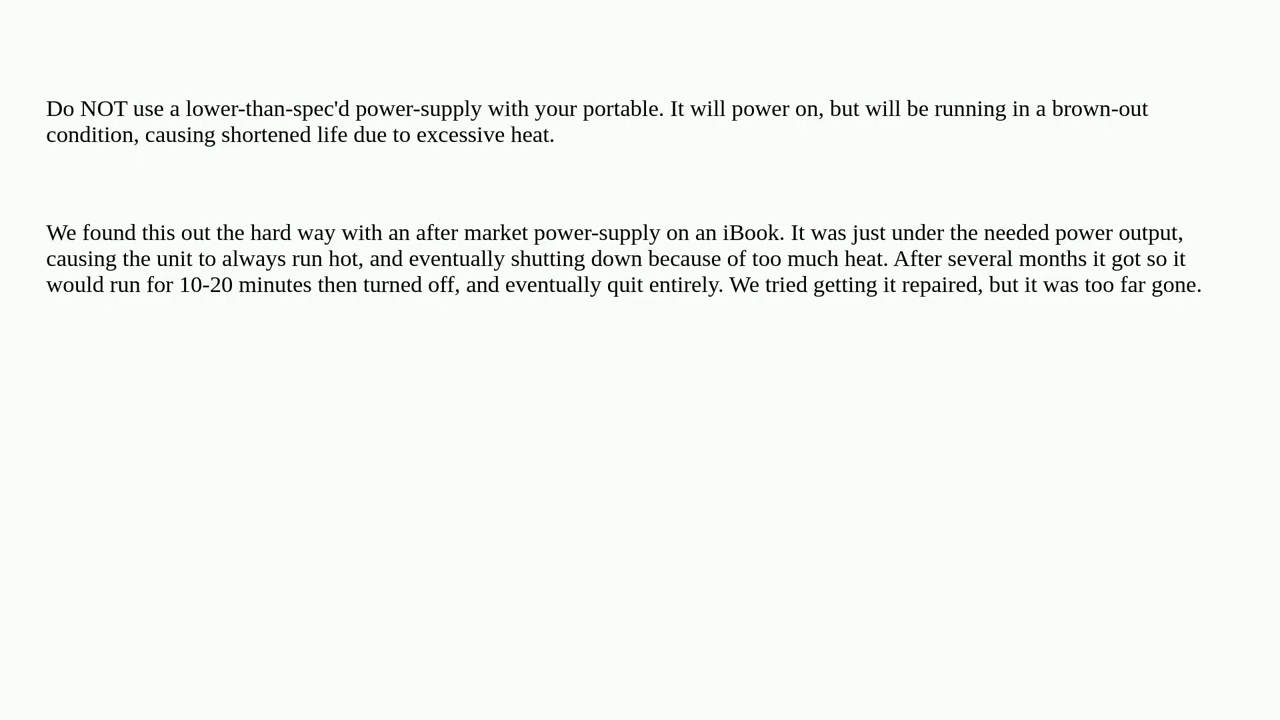 Do NOT use a lower-than-spec'd power-supply with your portable. It will power on, but will be running in a brown-out
condition, causing shortened life due to excessive heat.
We found this out the hard way with an after market power-supply on an iBook. It was just under the needed power output,
causing the unit to always run hot, and eventually shutting down because of too much heat. After several months it got so it
would run for 10-20 minutes then turned off, and eventually quit entirely. We tried getting it repaired, but it was too far gone.